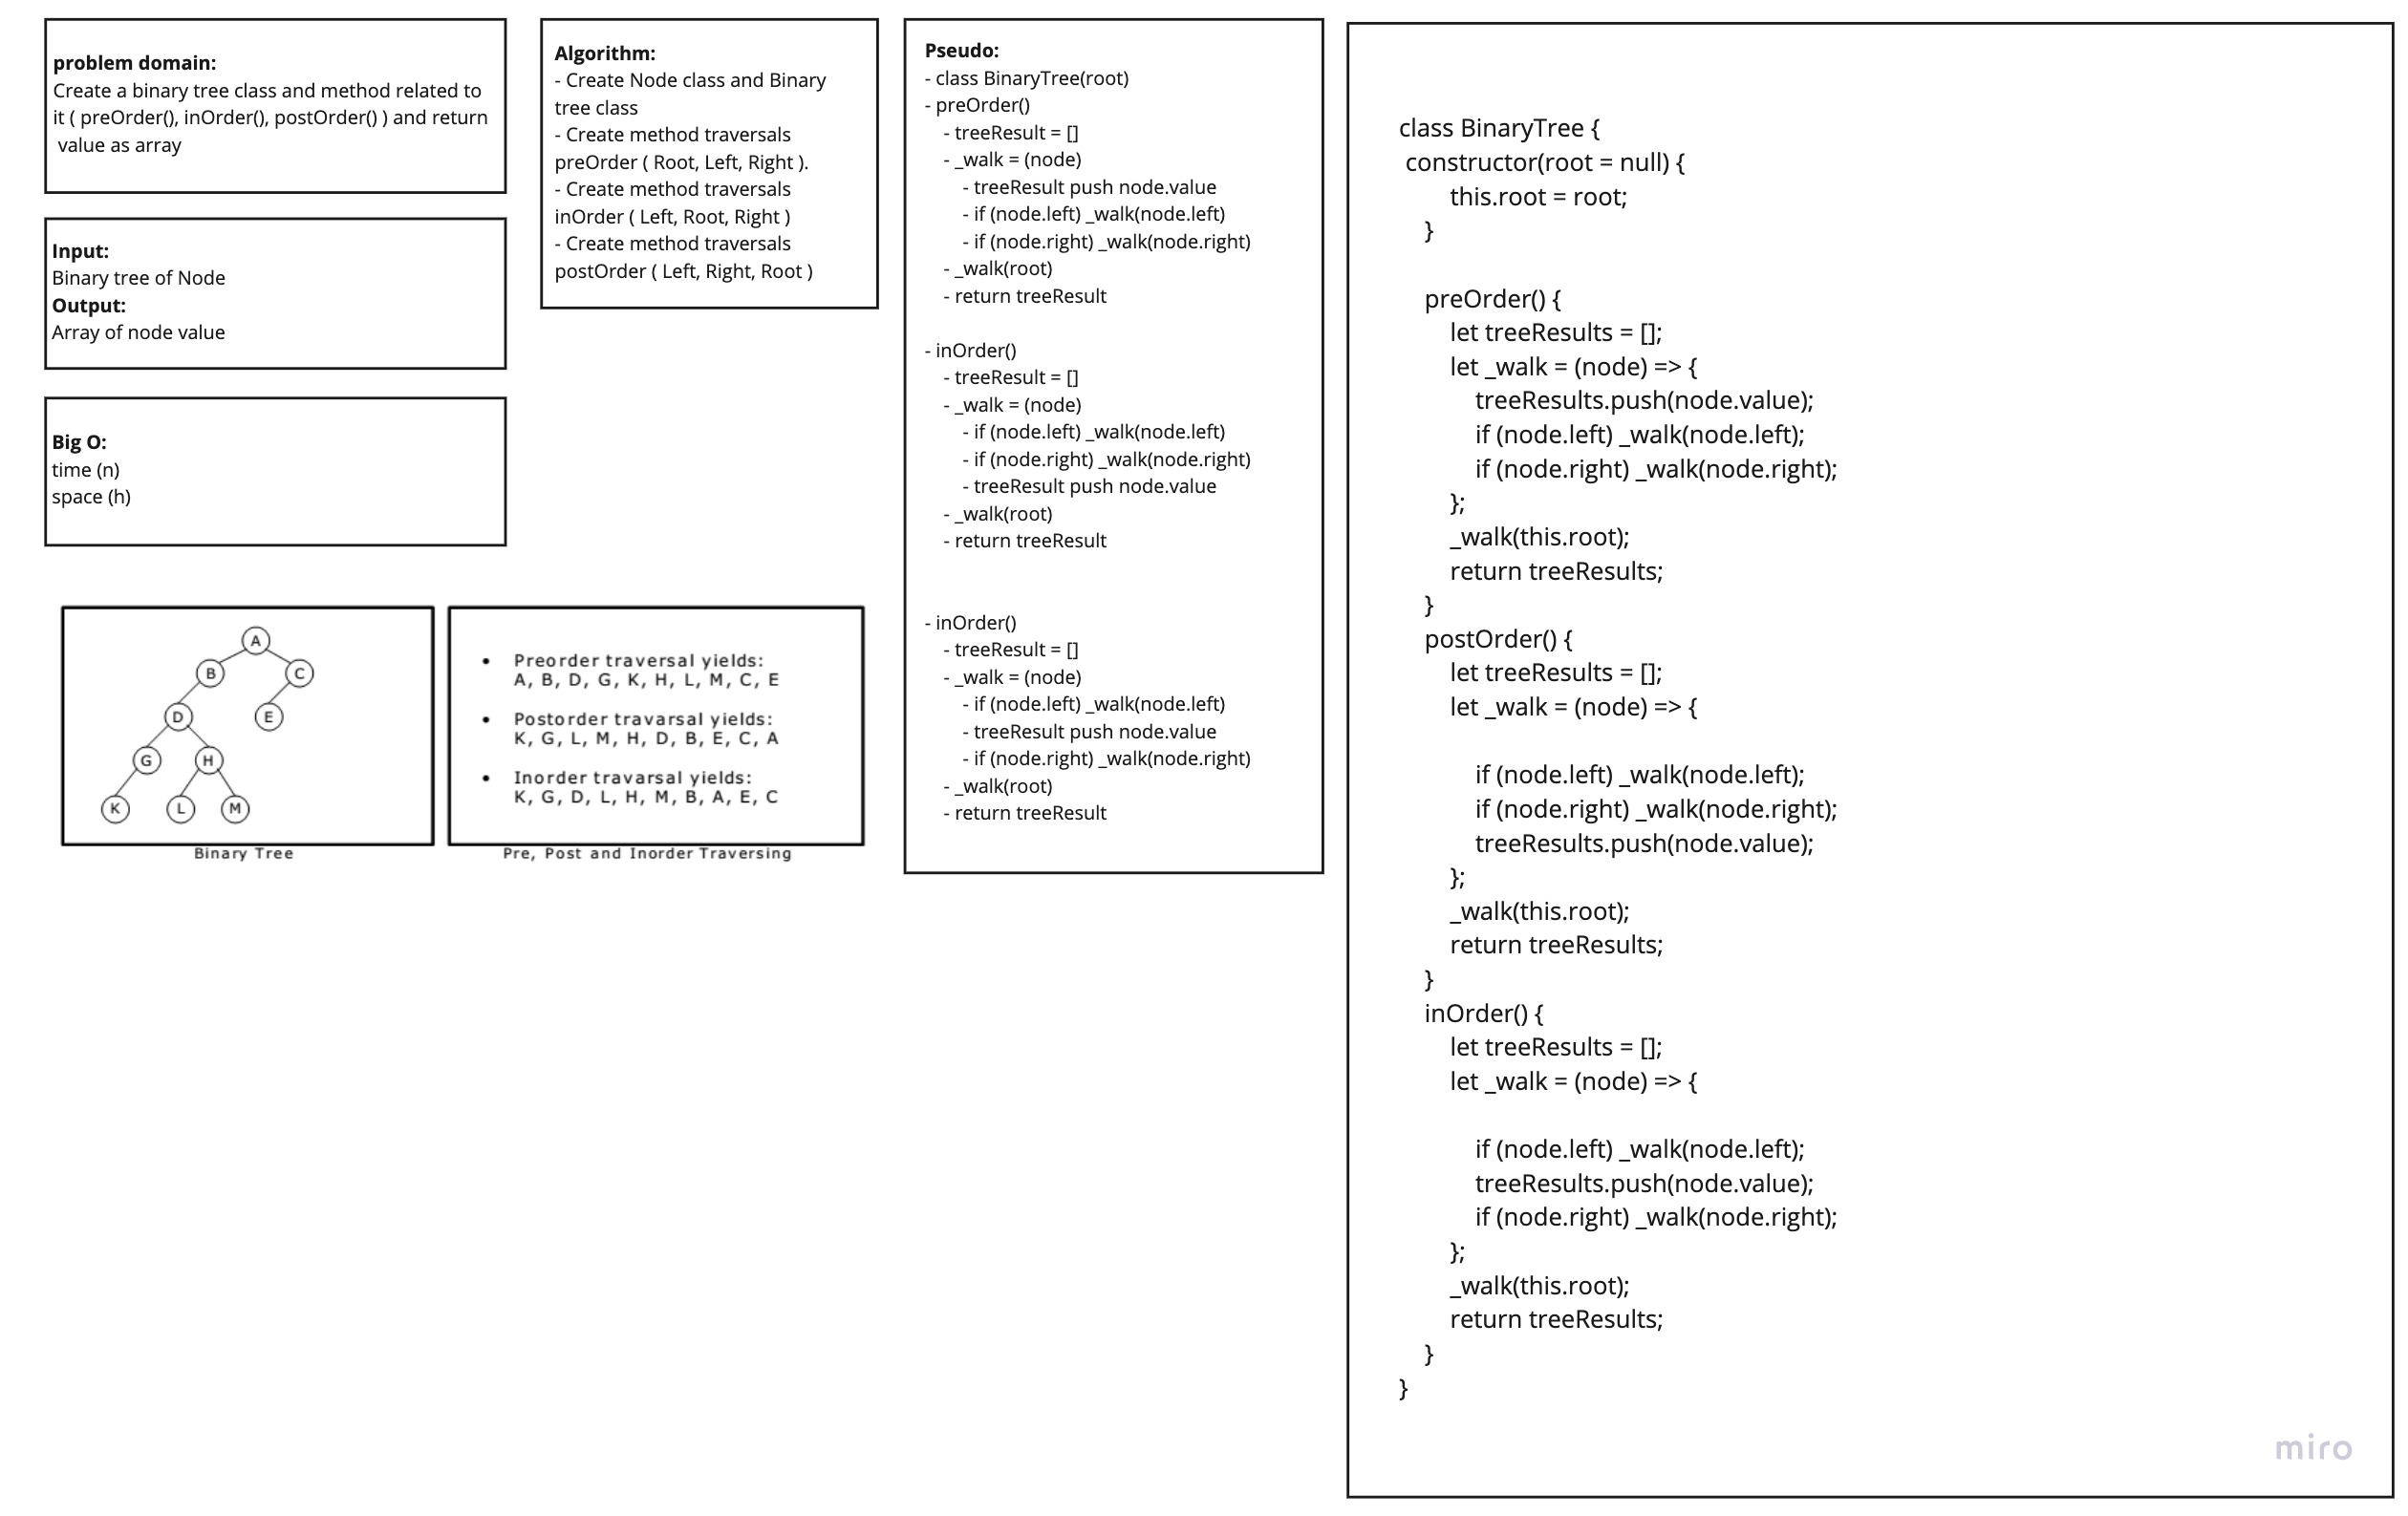 problem domain:
Create a binary tree class and method related to
it ( preOrder(), inOrder(), postOrder() ) and return
value as array
Input:
Binary tree of Node
Output:
Array of node value
Big O:
time (n)
space (h)
A
B
C
D
E
G
H
K
L
M
Binary Tree
• Preorder traversal yields:
A, B, D, G, K, H, L, M, C, E
• Postorder travarsal yields:
K, G, L, M, H, D, B, E, C, A
• Inorder travarsal yields:
K, G, D, L, H, M, B, A, E, C
Pre, Post and Inorder Traversing
Algorithm:
- Create Node class and Binary
tree class
- Create method traversals
preOrder ( Root, Left, Right ).
- Create method traversals
inOrder ( Left, Root, Right )
- Create method traversals
postOrder ( Left, Right, Root )
Pseudo:
- class BinaryTree(root)
- preOrder()
- treeResult = []
- _walk = (node)
- treeResult push node.value
- if (node.left) _walk(node.left)
- if (node.right) _walk(node.right)
- _walk(root)
- return treeResult
- inOrder()
- treeResult = []
- _walk = (node)
- if (node.left) _walk(node.left)
- if (node.right) _walk(node.right)
- treeResult push node.value
- _walk(root)
- return treeResult
- inOrder()
- treeResult = []
- _walk = (node)
- if (node.left) _walk(node.left)
- treeResult push node.value
- if (node.right) _walk(node.right)
- _walk(root)
- return treeResult
class BinaryTree {
constructor(root = null) {
this.root = root;
}
preOrder() {
let treeResults = [];
let _walk = (node) => {
treeResults.push(node.value);
if (node.left) _walk(node.left);
if (node.right) _walk(node.right);
};
_walk(this.root);
return treeResults;
}
postOrder() {
let treeResults = [];
let _walk = (node) => {
if (node.left) _walk(node.left);
if (node.right) _walk(node.right);
treeResults.push(node.value);
};
_walk(this.root);
return treeResults;
}
inOrder() {
let treeResults = [];
let _walk = (node) => {
if (node.left) _walk(node.left);
treeResults.push(node.value);
if (node.right) _walk(node.right);
};
_walk(this.root);
return treeResults;
}
}
miro